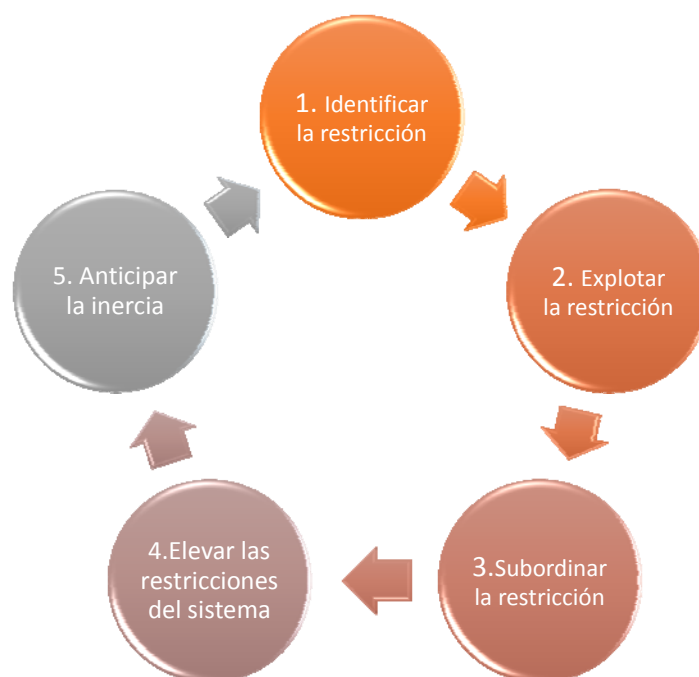 1. Identificar
la restricción
2. Explotar
la restricción
3.Subordinar
la restricción
4.Elevar las
restricciones
del sistema
5. Anticipar
la inercia